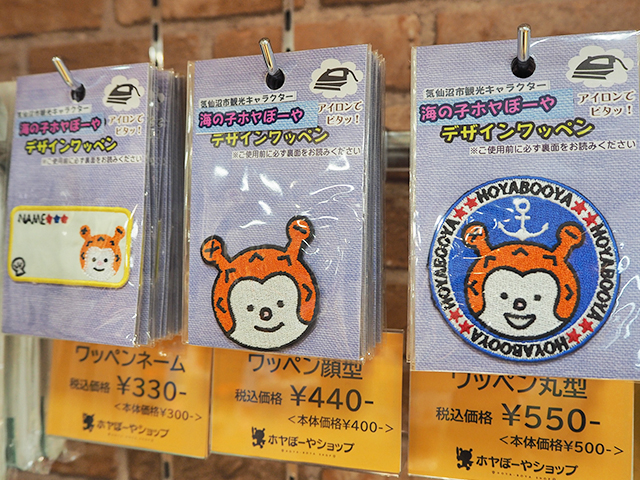 気仙沼市観光キャラクター
海の子ホヤぼーや
デザインワッペン
アイロンで
ピタッ!
※ご使用前に必ず裏面をお読みください
NAME★★★
ワッペンネーム
税込価格 ¥330-
<本体価格¥300->
ホヤぼーやショップ
気仙沼市観光キャラクター
海の子ホヤぼーや
デザインワッペン
アイロンで
ピタッ!
※ご使用前に必ず裏面をお読みください
ワッペン顔型
税込価格 ¥440-
<本体価格¥400->
ホヤぼーやショップ
気仙沼市観光キャラクター
海の子ホヤぼーや
デザインワッペン
アイロンで
ピタッ!
※ご使用前に必ず裏面をお読みください
HOYABOOYA★★HOYABOOYA★★HOYABOOYA★★HOYABOOYA★★
ワッペン丸型
税込価格 ¥550-
<本体価格¥500->
ホヤぼーやショップ